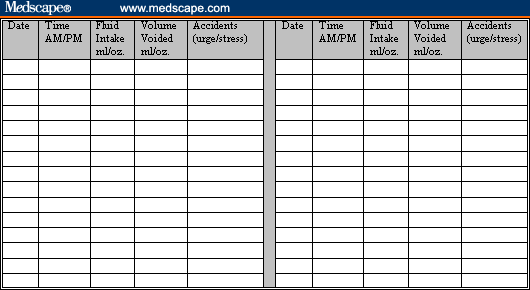 Medscape® www.medscape.com
Date Time Fluid Volume Accidents Date Time Fluid Volume Accidents
AM/PM Intake Voided (urge/stress) AM/PM Intake Voided (urge/stress)
ml/oz. ml/oz. ml/oz. ml/oz.